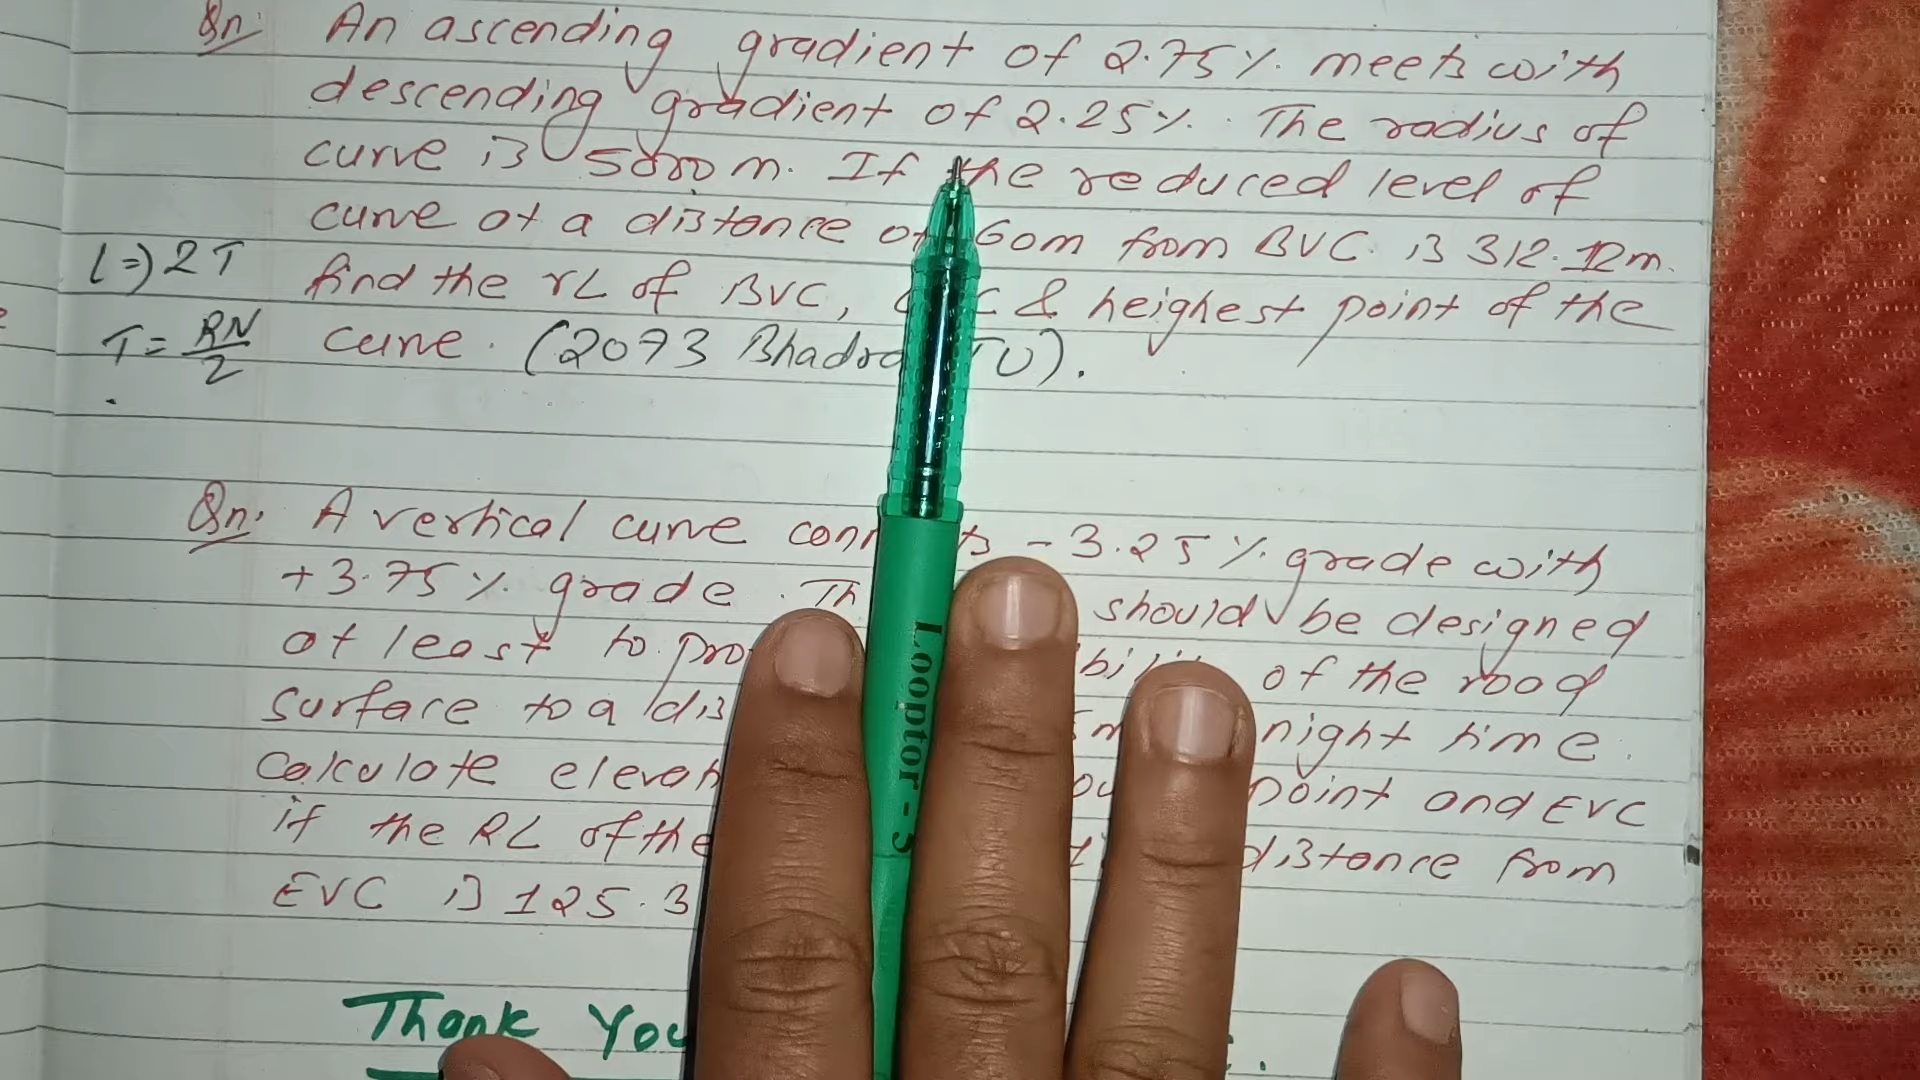 Qn: An ascending gradient of 2.75%. meets with
descending gradient of 2.25%. The radius of
curve is 5000 m. If the reduced level of
curve at a distance of 60m from BVC is 312.12m.
l=) 2T find the rL of BVC, & heighest point of the
T = RN/2 curve. (2073 Bhadra TU).
Qn: A vertical curve -3.25%. grade with
+3.75%. grade. should be designed
at least to of the road
surface to a night time.
Calculate point and EVC
if the RL of the distance from
EVC is 125.3
Thank You
Looptor - 5